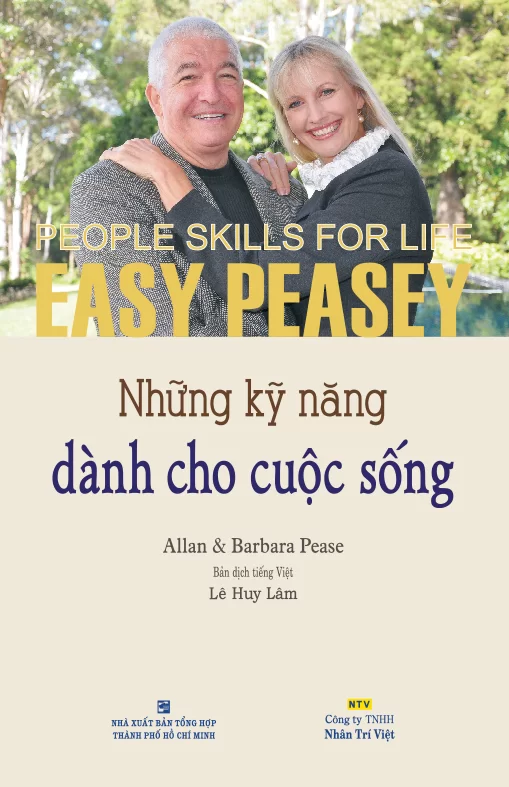 PEOPLE SKILLS FOR LIFE
EASY PEASEY
Những kỹ năng
dành cho cuộc sống
Allan & Barbara Pease
Bản dịch tiếng Việt
Lê Huy Lâm
NHÀ XUẤT BẢN TỔNG HỢP
THÀNH PHỐ HỒ CHÍ MINH
NTV
Công ty TNHH
Nhân Trí Việt